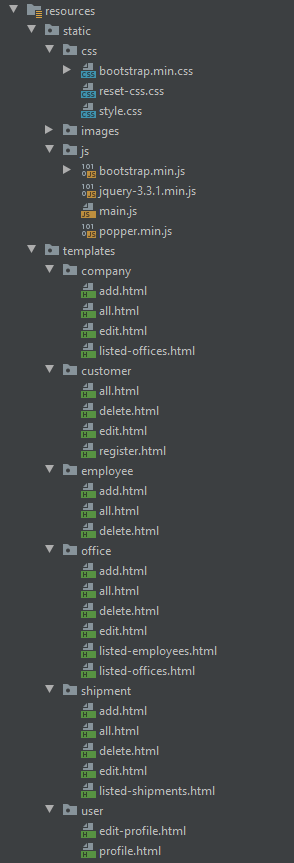 resources
static
css
bootstrap.min.css
reset-css.css
style.css
images
js
bootstrap.min.js
jquery-3.3.1.min.js
main.js
popper.min.js
templates
company
add.html
all.html
edit.html
listed-offices.html
customer
all.html
delete.html
edit.html
register.html
employee
add.html
all.html
delete.html
office
add.html
all.html
delete.html
edit.html
listed-employees.html
listed-offices.html
shipment
add.html
all.html
delete.html
edit.html
listed-shipments.html
user
edit-profile.html
profile.html